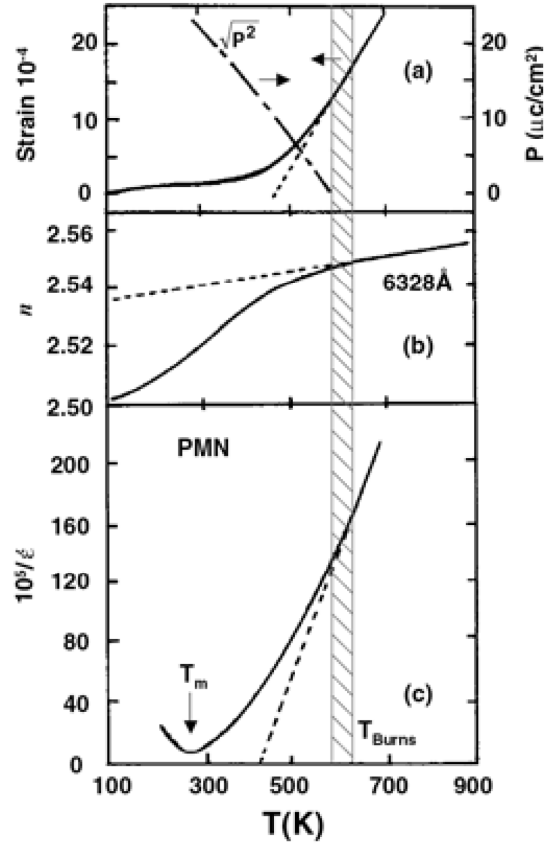 Strain 10⁻⁴
20
10
0
√P²
(a)
20
10
0
P (μc/cm²)
n
2.56
2.54
2.52
2.50
6328Å
(b)
10⁵/έ
200
160
120
80
40
0
PMN
Tm
(c)
TBurns
100 300 500 700 900
T(K)